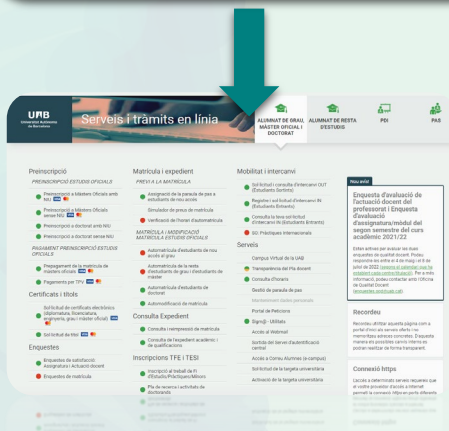 UAB
Universitat Autònoma
de Barcelona
Serveis i tràmits en línia
ALUMNAT DE GRAU,
MÀSTER OFICIAL I
DOCTORAT
ALUMNAT DE RESTA
D'ESTUDIS
PDI
PAS
Preinscripció
PREINSCRIPCIÓ ESTUDIS OFICIALS
Preinscripció a Màsters Oficials amb
NIU
Preinscripció a Màsters Oficials
sense NIU
Preinscripció a doctorat amb NIU
Preinscripció a doctorat sense NIU
PAGAMENT PREINSCRIPCIÓ ESTUDIS
OFICIALS
Prepagament de la matrícula de
màsters oficials
Pagaments per TPV
Certificats i títols
Sol·licitud de certificats electrònics
(diplomatura, llicenciatura,
enginyeria, grau i màster oficial)
Sol·licitud de títol
Enquestes
Enquestes de satisfacció:
Assignatura i Actuació docent
Enquestes de matrícula
Matrícula i expedient
PREVI A LA MATRÍCULA
Assignació de la paraula de pas a
estudiants de nou accés
Simulador de preus de matrícula
Verificació de l'horari d'automatrícula
MATRÍCULA I MODIFICACIÓ
MATRÍCULA ESTUDIS OFICIALS
Automatrícula d'estudiants de nou
accés al grau
Automatrícula de la resta
d'estudiants de grau i d'estudiants de
màster
Automatrícula d'estudiants de
doctorat
Automodificació de matrícula
Consulta Expedient
Consulta i reimpressió de matrícula
Consulta de l'expedient acadèmic i
de qualificacions
Inscripcions TFE i TESI
Inscripció al treball de Fi
d'Estudis/Pràctiques/Minors
Pla de recerca i activitats de
doctorands
Mobilitat i intercanvi
Sol·licitud i consulta d'intercanvi OUT
(Estudiants Sortints)
Registre i sol·licitud d'intercanvi IN
(Estudiants Entrants)
Consulta la teva sol·licitud
d'intercanvi IN (Estudiants Entrants)
SO. Pràctiques Internacionals
Serveis
Campus Virtual de la UAB
Transparència del Pla docent
Consulta d'horaris
Gestió de paraula de pas
Manteniment dades personals
Portal de Peticions
Sign@ - Utilitats
Accés al Webmail
Sortida del Servei d'Autenticació
central
Accés a Correu Alumnes (e-campus)
Sol·licitud de la targeta universitària
Activació de la targeta universitària
Nou avís!
Enquesta d'avaluació de
l'actuació docent del
professorat i Enquesta
d'avaluació
d'assignatura/mòdul del
segon semestre del curs
acadèmic 2021/22
Recordeu
Connexió https